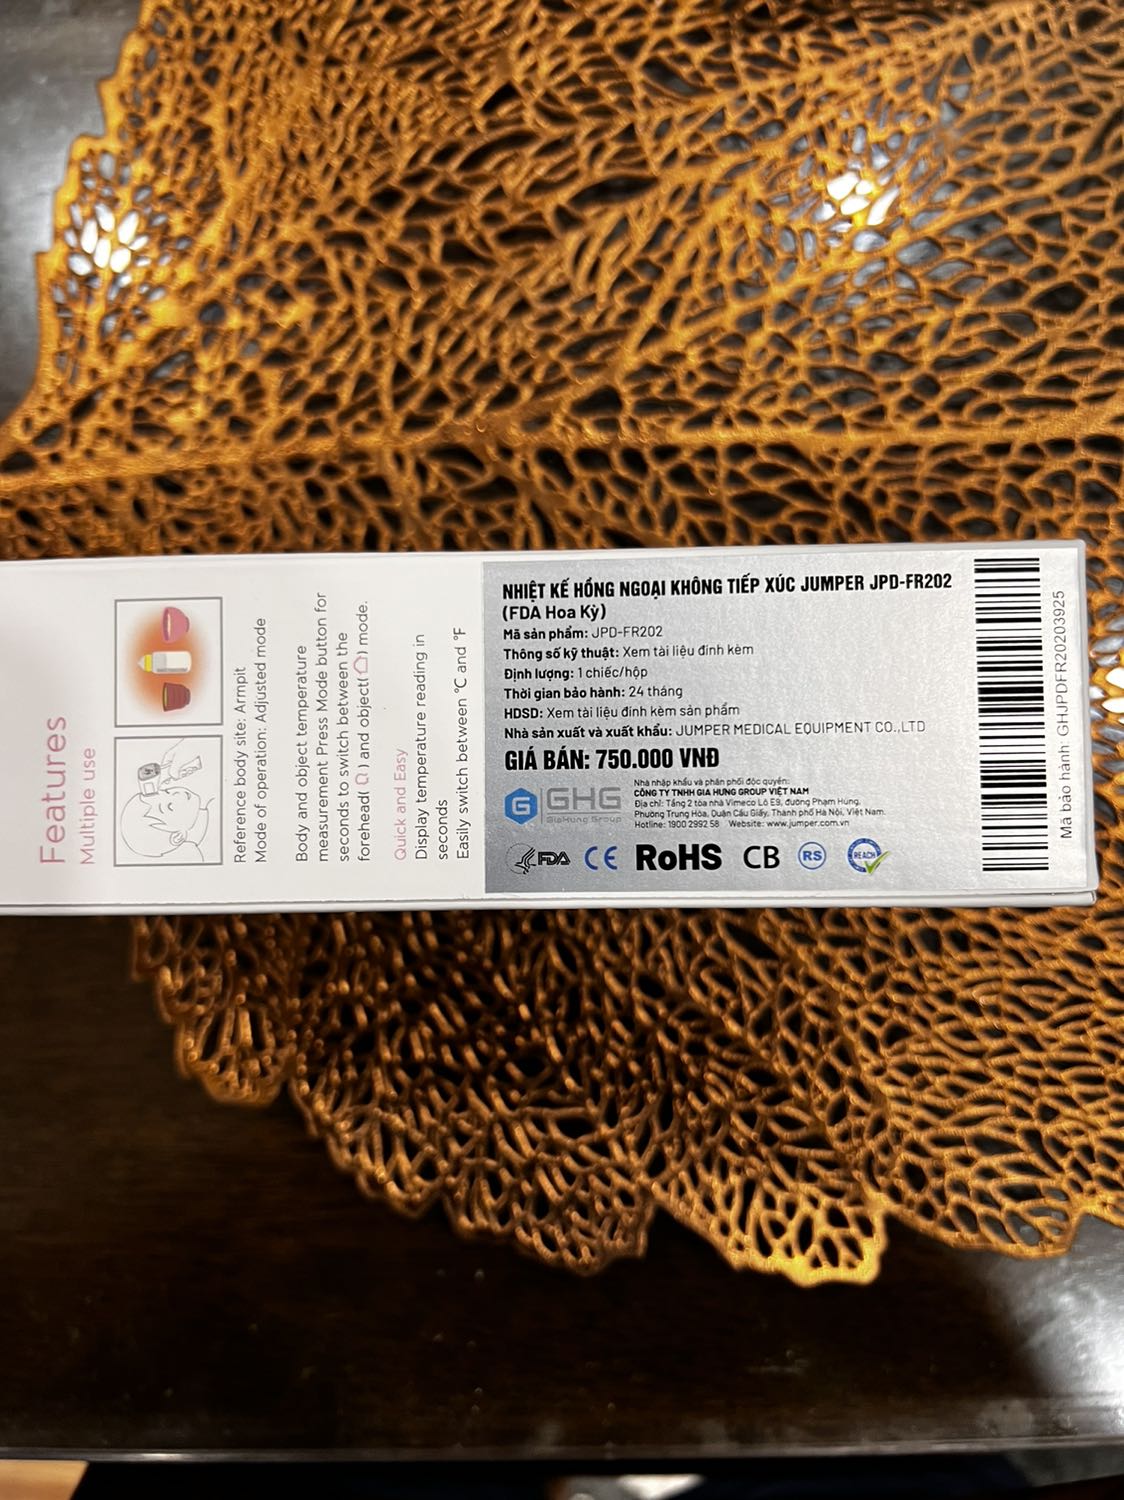 Features
Multiple use
Reference body site: Armpit
Mode of operation: Adjusted mode
Body and object temperature
measurement Press Mode button for
seconds to switch between the
forehead( ) and object( ) mode.
Quick and Easy
Display temperature reading in
seconds
Easily switch between °C and °F
NHIỆT KẾ HỒNG NGOẠI KHÔNG TIẾP XÚC JUMPER JPD-FR202
(FDA Hoa Kỳ)
Mã sản phẩm: JPD-FR202
Thông số kỹ thuật: Xem tài liệu đính kèm
Định lượng: 1 chiếc/hộp
Thời gian bảo hành: 24 tháng
HDSD: Xem tài liệu đính kèm sản phẩm
Nhà sản xuất và xuất khẩu: JUMPER MEDICAL EQUIPMENT CO.,LTD
GIÁ BÁN: 750.000 VNĐ
G GHG
GiaHung Group
Nhà nhập khẩu và phân phối độc quyền:
CÔNG TY TNHH GIA HƯNG GROUP VIỆT NAM
Địa chỉ: Tầng 2 tòa nhà Vimeco Lô E9, đường Phạm Hùng,
Phường Trung Hòa, Quận Cầu Giấy, Thành phố Hà Nội, Việt Nam.
Hotline: 1900 2992 58 Website: www.jumper.com.vn
FDA CE RoHS CB RS REACH
Mã bảo hành: GHJPDFR20203925